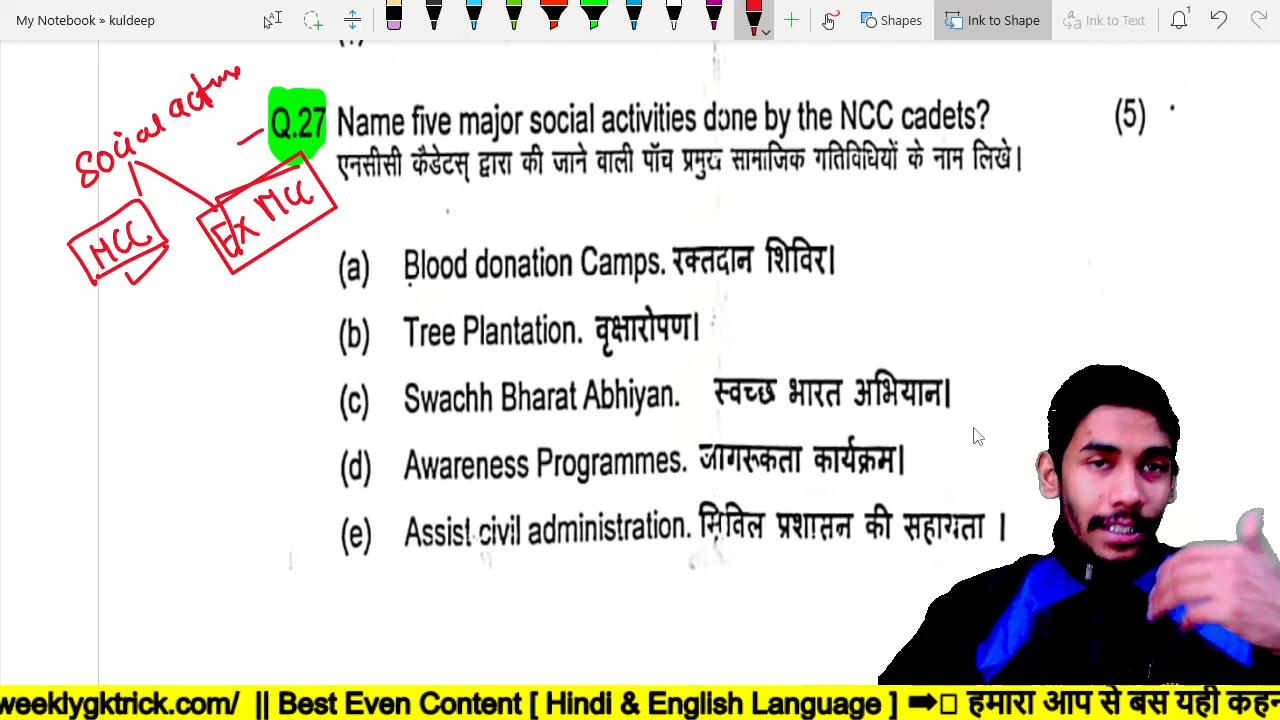 My Notebook » kuldeep
Shapes
Ink to Shape
Ink to Text
1
Social
NCC
Ex NCC
Q.27 Name five major social activities done by the NCC cadets? (5)
एनसीसी कैडेटस् द्वारा की जाने वाली पॉच प्रमुख सामाजिक गतिविधियों के नाम लिखे।
(a) Blood donation Camps. रक्तदान शिविर।
(b) Tree Plantation. वृक्षारोपण।
(c) Swachh Bharat Abhiyan. स्वच्छ भारत अभियान।
(d) Awareness Programmes. जागरूकता कार्यक्रम।
(e) Assist civil administration. सिविल प्रशासन की सहायता ।
weeklygktrick.com/ || Best Even Content [ Hindi & English Language ] ➡ हमारा आप से बस यही कहन